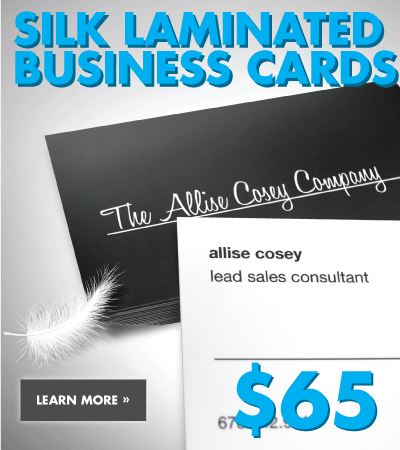 SILK LAMINATED
BUSINESS CARDS
The Allise Cosey Company
allise cosey
lead sales consultant
$65
LEARN MORE »